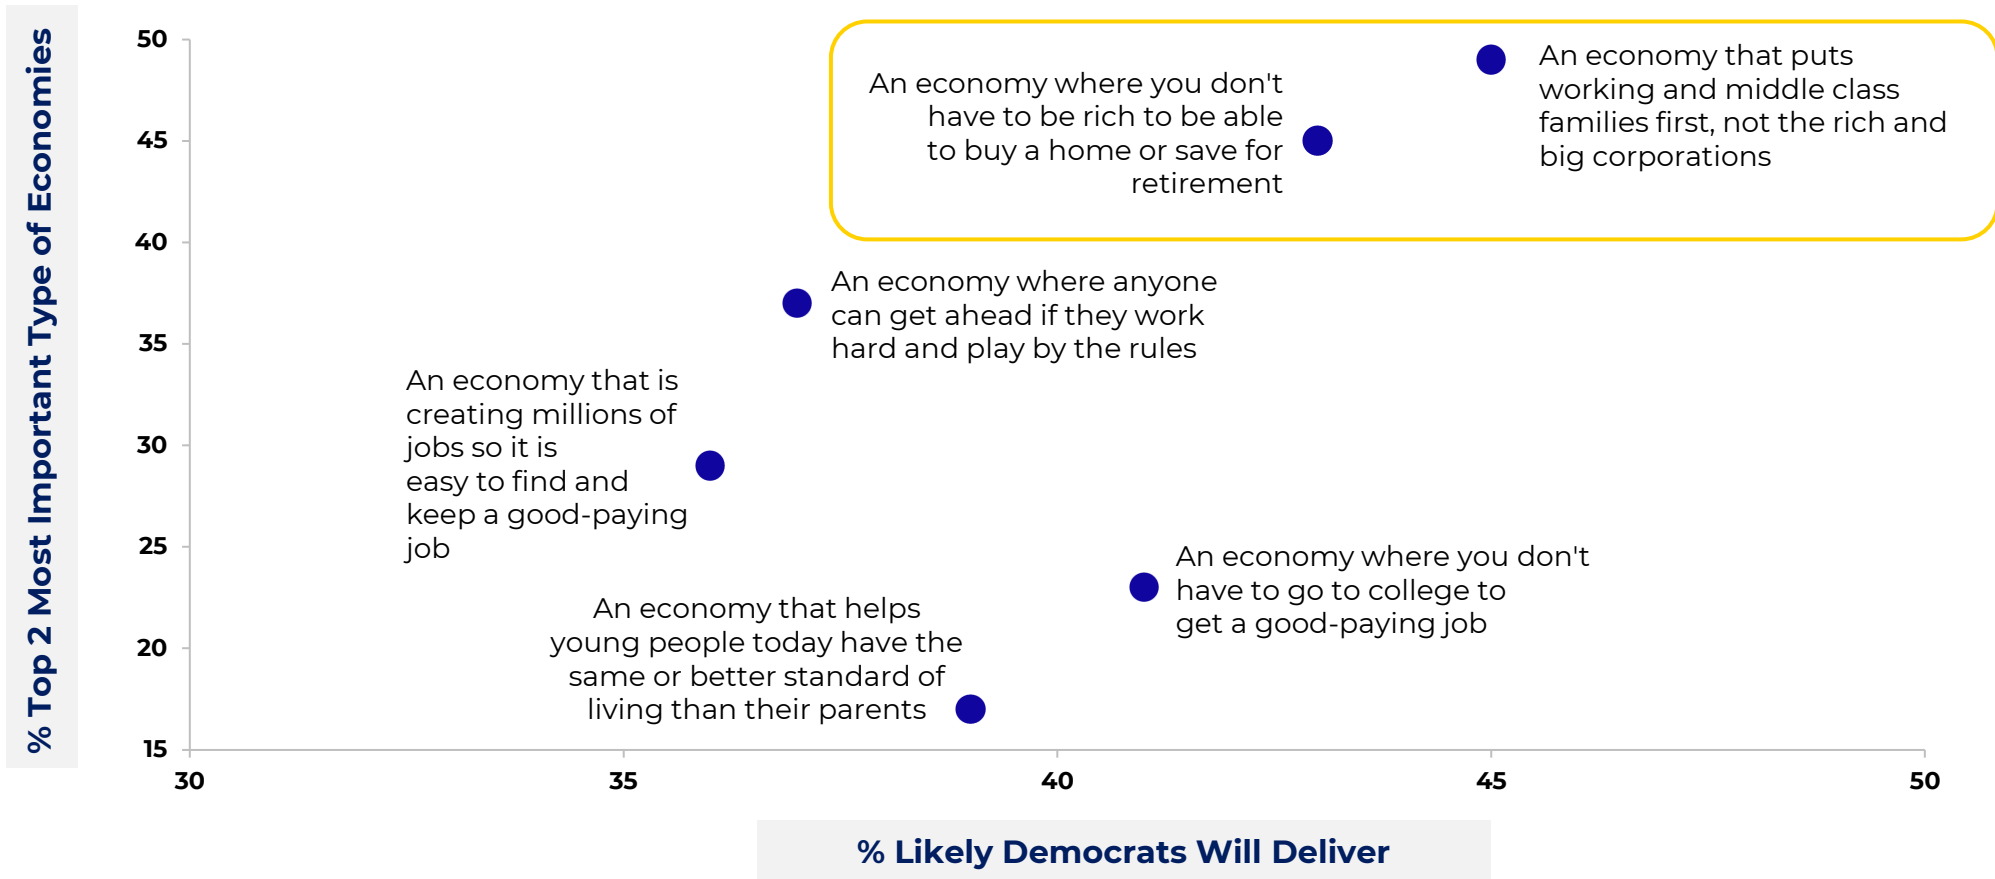 % Top 2 Most Important Type of Economies
50
45
40
35
30
25
20
15
An economy where you don't
have to be rich to be able
to buy a home or save for
retirement
An economy that puts
working and middle class
families first, not the rich and
big corporations
An economy where anyone
can get ahead if they work
hard and play by the rules
An economy that is
creating millions of
jobs so it is
easy to find and
keep a good-paying
job
An economy where you don't
have to go to college to
get a good-paying job
An economy that helps
young people today have the
same or better standard of
living than their parents
30
35
40
45
50
% Likely Democrats Will Deliver